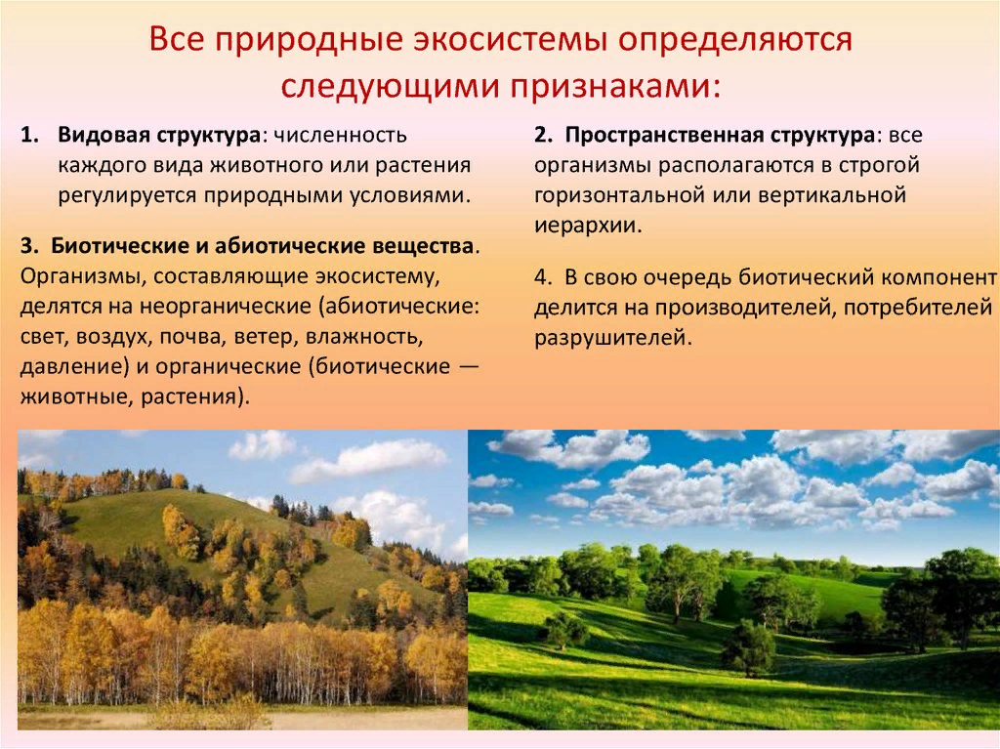 Все природные экосистемы определяются
следующими признаками:
1. Видовая структура: численность
каждого вида животного или растения
регулируется природными условиями.
3. Биотические и абиотические вещества.
Организмы, составляющие экосистему,
делятся на неорганические (абиотические:
свет, воздух, почва, ветер, влажность,
давление) и органические (биотические —
животные, растения).
2. Пространственная структура: все
организмы располагаются в строгой
горизонтальной или вертикальной
иерархии.
4. В свою очередь биотический компонент
делится на производителей, потребителей
разрушителей.